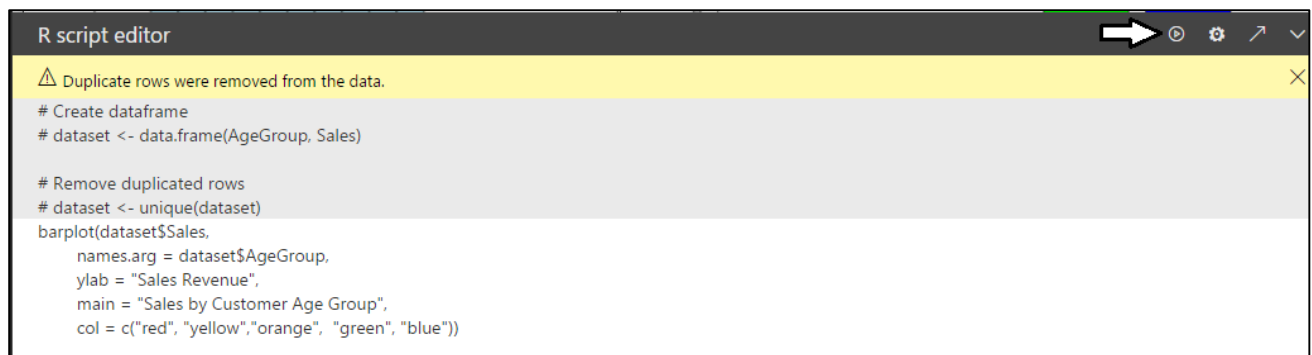 R script editor
Duplicate rows were removed from the data.
# Create dataframe
# dataset <- data.frame(AgeGroup, Sales)
# Remove duplicated rows
# dataset <- unique(dataset)
barplot(dataset$Sales,
names.arg = dataset$AgeGroup,
ylab = "Sales Revenue",
main = "Sales by Customer Age Group",
col = c("red", "yellow","orange",  "green", "blue"))